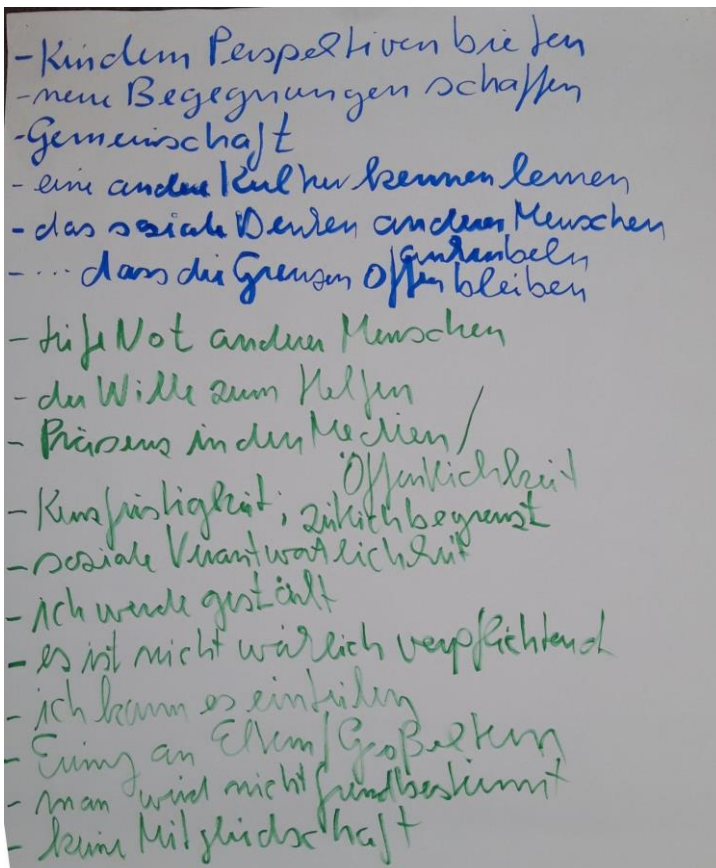 - Kindern Perspektiven bieten
- neue Begegnungen schaffen
- Gemeinschaft
- eine andere Kultur kennen lernen
- das soziale Denken anderer Menschen
ankurbeln
- ... dass die Grenzen offen bleiben
- tiefe Not anderer Menschen
- der Wille zum Helfen
- Präsens in den Medien/
Öffentlichkeit
- Kurzfristigkeit, zeitlich begrenzt
- soziale Verantwortlichkeit
- ich werde gestärkt
- es ist nicht wirklich verpflichtend
- ich kann es einteilen
- an Eltern/Großeltern
- man wird nicht fremdbestimmt
- keine Mitgliedschaft